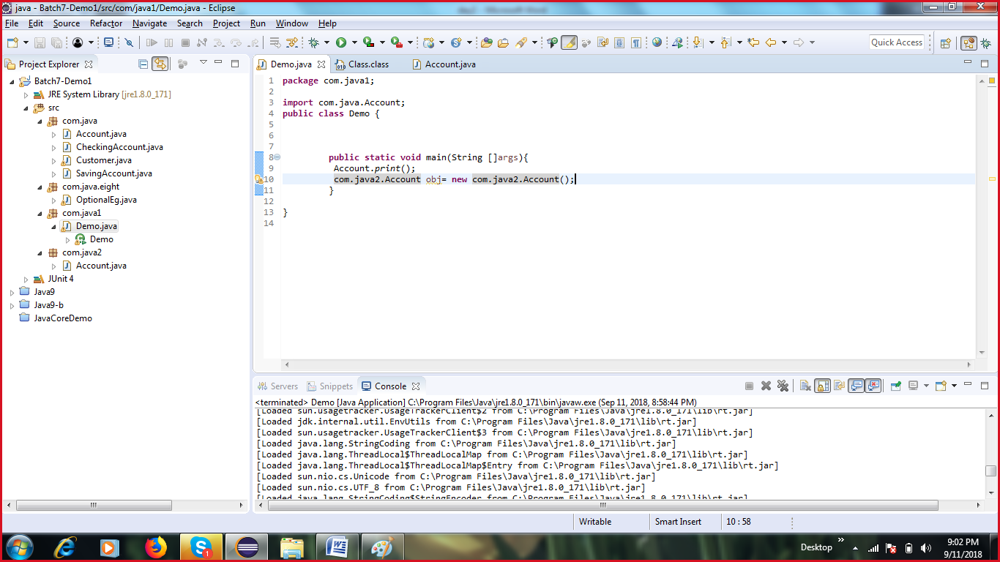 java - Batch7-Demo1/src/com/java1/Demo.java - Eclipse
File Edit Source Refactor Navigate Search Project Run Window Help
Quick Access
Project Explorer
Batch7-Demo1
JRE System Library [jre1.8.0_171]
src
com.java
Account.java
CheckingAccount.java
Customer.java
SavingAccount.java
com.java.eight
OptionalEg.java
com.java1
Demo.java
Demo
com.java2
Account.java
JUnit 4
Java9
Java9-b
JavaCoreDemo
Demo.java Class.class Account.java
1 package com.java1;
2
3 import com.java.Account;
4 public class Demo {
5
6
7
8 public static void main(String []args){
9 Account.print();
10 com.java2.Account obj= new com.java2.Account();
11 }
12
13 }
14
Servers Snippets Console
<terminated> Demo [Java Application] C:\Program Files\Java\jre1.8.0_171\bin\javaw.exe (Sep 11, 2018, 8:58:44 PM)
[Loaded sun.usagetracker.UsageTrackerClient$2 from C:\Program Files\Java\jre1.8.0_171\lib\rt.jar]
[Loaded jdk.internal.util.EnvUtils from C:\Program Files\Java\jre1.8.0_171\lib\rt.jar]
[Loaded sun.usagetracker.UsageTrackerClient$3 from C:\Program Files\Java\jre1.8.0_171\lib\rt.jar]
[Loaded java.lang.StringCoding from C:\Program Files\Java\jre1.8.0_171\lib\rt.jar]
[Loaded java.lang.ThreadLocal$ThreadLocalMap from C:\Program Files\Java\jre1.8.0_171\lib\rt.jar]
[Loaded java.lang.ThreadLocal$ThreadLocalMap$Entry from C:\Program Files\Java\jre1.8.0_171\lib\rt.jar]
[Loaded sun.nio.cs.Unicode from C:\Program Files\Java\jre1.8.0_171\lib\rt.jar]
[Loaded sun.nio.cs.UTF_8 from C:\Program Files\Java\jre1.8.0_171\lib\rt.jar]
[Loaded java.lang.StringCoding$StringEncoder from C:\Program Files\Java\jre1.8.0_171\lib\rt.jar]
Writable Smart Insert 10 : 58
Desktop
9:02 PM
9/11/2018